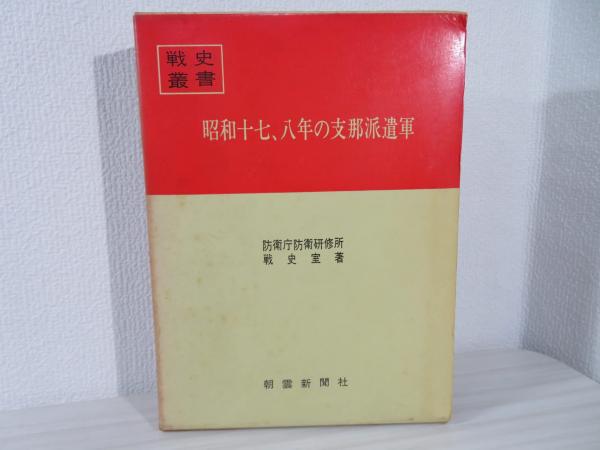 戦史
叢書
昭和十七、八年の支那派遣軍
防衛庁防衛研修所
戦史室著
朝雲新聞社